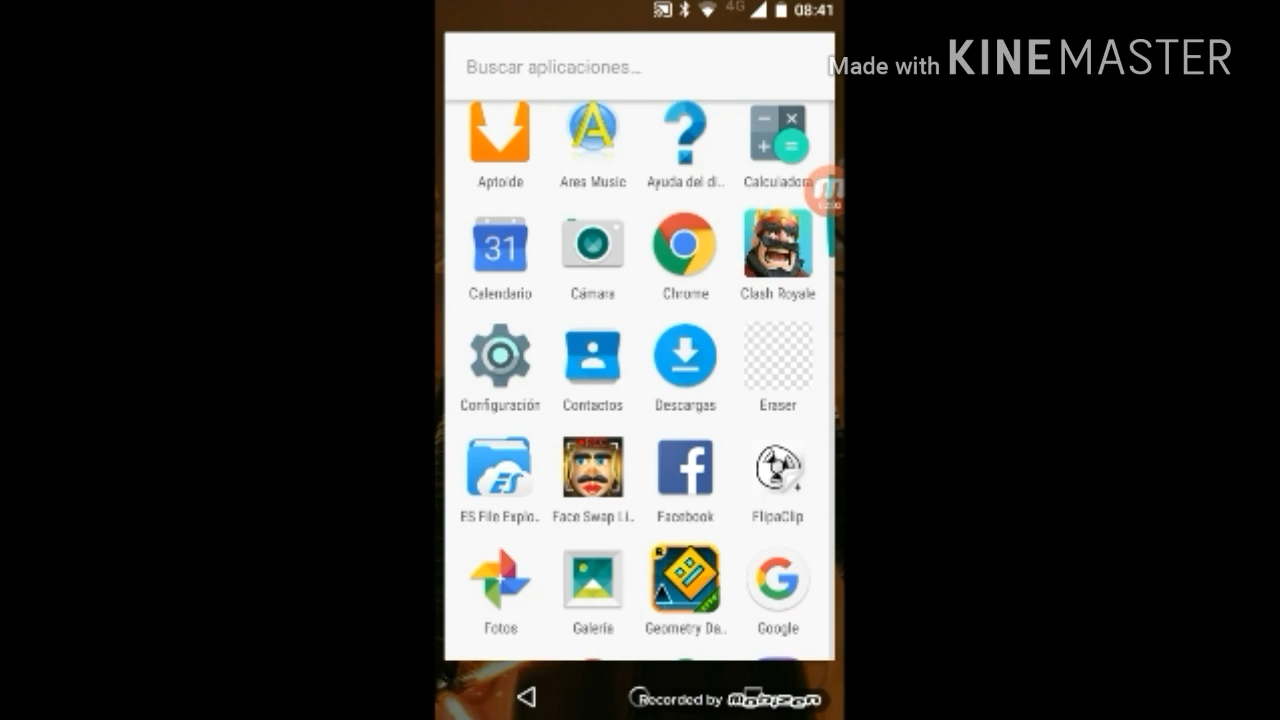 4G 08:41
Buscar aplicaciones...
Made with KINEMASTER
Aptoide Ares Music Ayuda del di.. Calculadora
31
Calendario Cámara Chrome Clash Royale
Configuración Contactos Descargas Eraser
ES
ES File Explo.. Face Swap Li.. Facebook FlipaClip
Fotos Galería Geometry Da.. Google
Recorded by mobizen